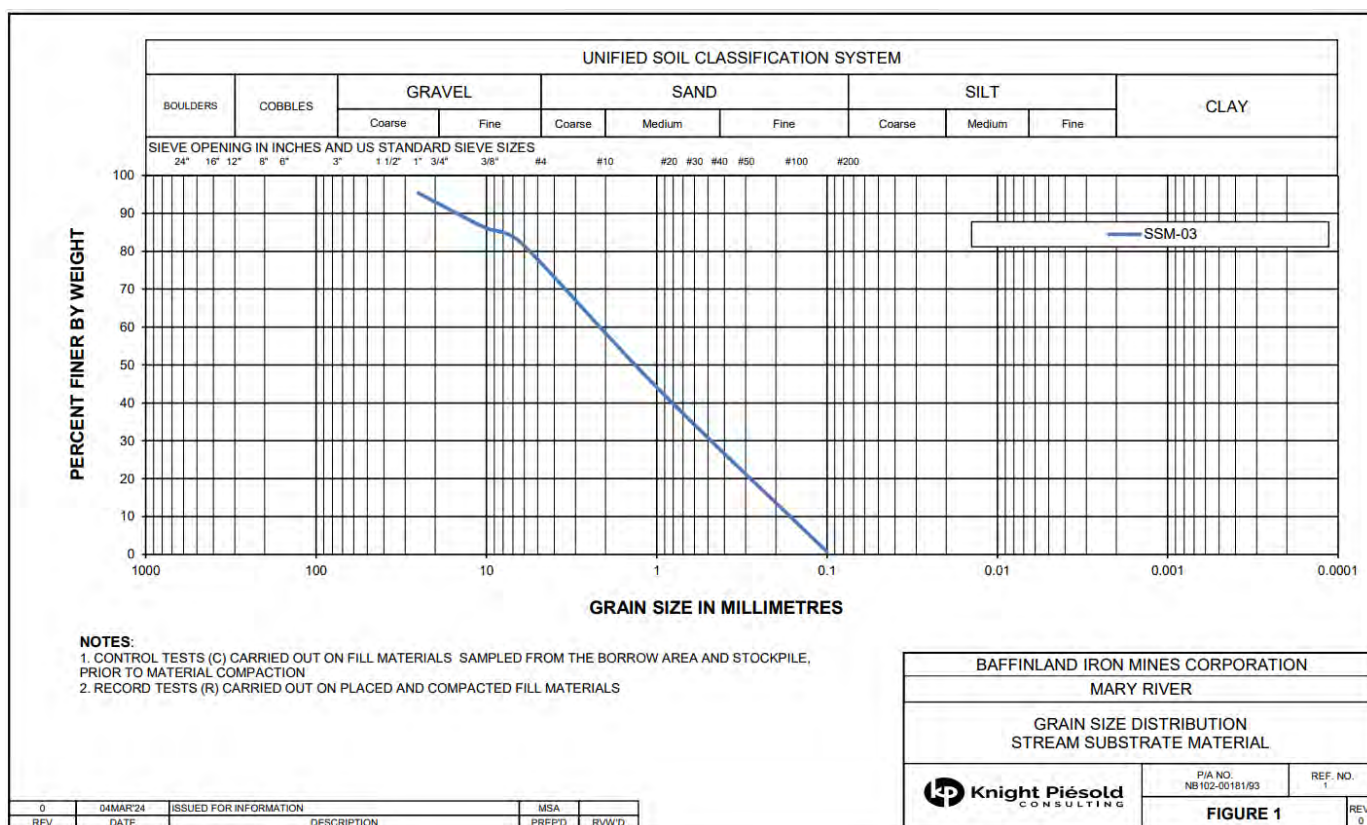 UNIFIED SOIL CLASSIFICATION SYSTEM
BOULDERS COBBLES GRAVEL SAND SILT CLAY
Coarse Fine Coarse Medium Fine Coarse Medium Fine
SIEVE OPENING IN INCHES AND US STANDARD SIEVE SIZES
24" 16" 12" 8" 6" 3" 1 1/2" 1" 3/4" 3/8" #4 #10 #20 #30 #40 #50 #100 #200
100
90
80
70
60
50
40
30
20
10
0
PERCENT FINER BY WEIGHT
SSM-03
1000 100 10 1 0.1 0.01 0.001 0.0001
GRAIN SIZE IN MILLIMETRES
NOTES:
1. CONTROL TESTS (C) CARRIED OUT ON FILL MATERIALS SAMPLED FROM THE BORROW AREA AND STOCKPILE,
PRIOR TO MATERIAL COMPACTION
2. RECORD TESTS (R) CARRIED OUT ON PLACED AND COMPACTED FILL MATERIALS
BAFFINLAND IRON MINES CORPORATION
MARY RIVER
GRAIN SIZE DISTRIBUTION
STREAM SUBSTRATE MATERIAL
kp Knight Piésold
CONSULTING
P/A NO.
NB102-00181/93
REF. NO.
1
FIGURE 1
REV
0
0 04MAR'24 ISSUED FOR INFORMATION MSA
REV DATE DESCRIPTION PREP'D RVW'D